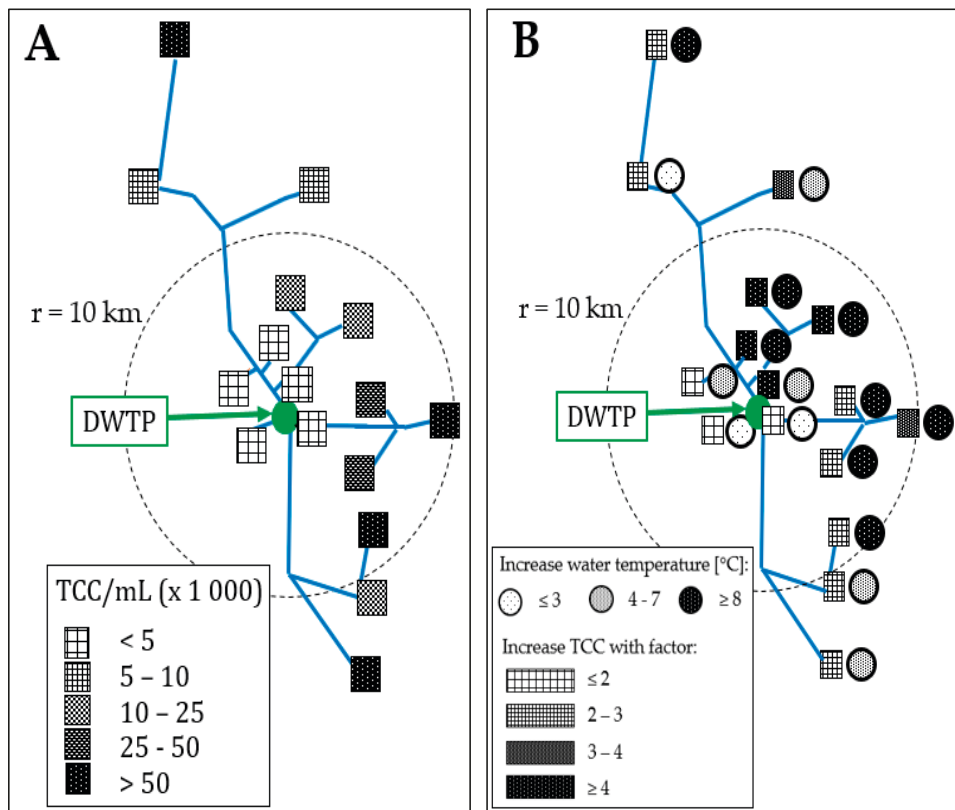 A
r = 10 km
DWTP
TCC/mL (x 1 000)
< 5
5 – 10
10 – 25
25 - 50
> 50
B
r = 10 km
DWTP
Increase water temperature [°C]:
≤ 3 4 - 7 ≥ 8
Increase TCC with factor:
≤ 2
2 – 3
3 – 4
≥ 4